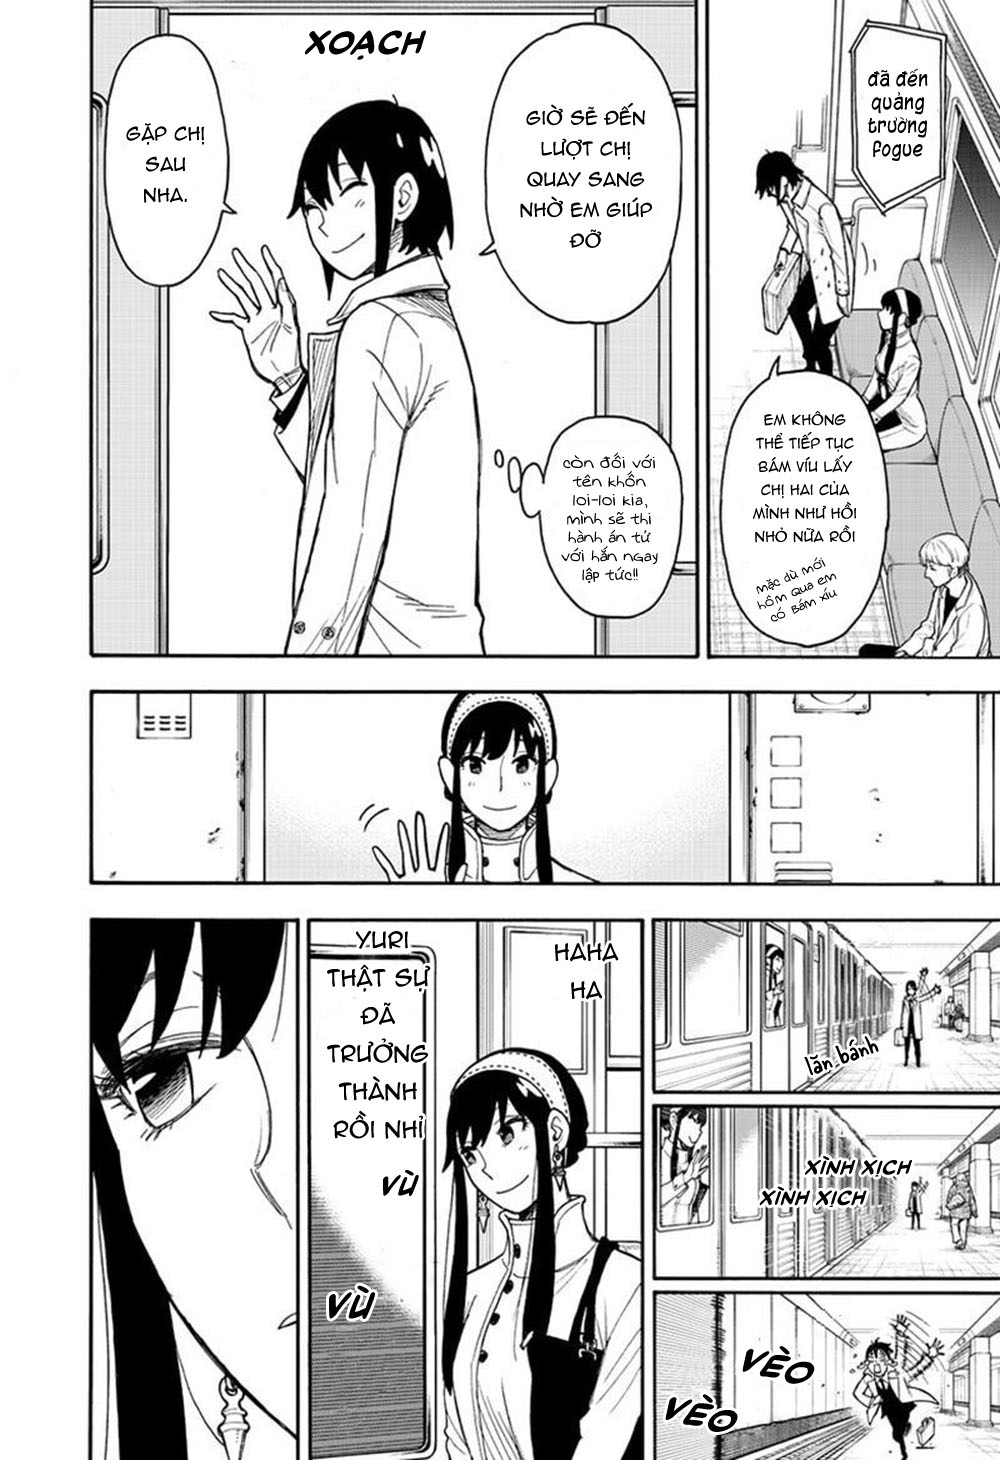 đã đến
quảng
trường
fogue
EM KHÔNG
THỂ TIẾP TỤC
BÁM VÍU LẤY
CHỊ HAI CỦA
MÌNH NHƯ HỒI
NHỎ NỮA RỒI
mặc dù mới
hôm qua em
có bám xíu
XOẠCH
GIỜ SẼ ĐẾN
LƯỢT CHỊ
QUAY SANG
NHỜ EM GIÚP
ĐỠ
còn đối với
tên khốn
loi-loi kia,
mình sẽ thi
hành án tử
với hắn ngay
lập tức!!
GẶP CHỊ
SAU
NHA.
lăn bánh
XÌNH XỊCH
XÌNH XỊCH
VÈO
VÈO
HAHA
HA
YURI
THẬT SỰ
ĐÃ
TRƯỞNG
THÀNH
RỒI NHỈ
VÙ
VÙ